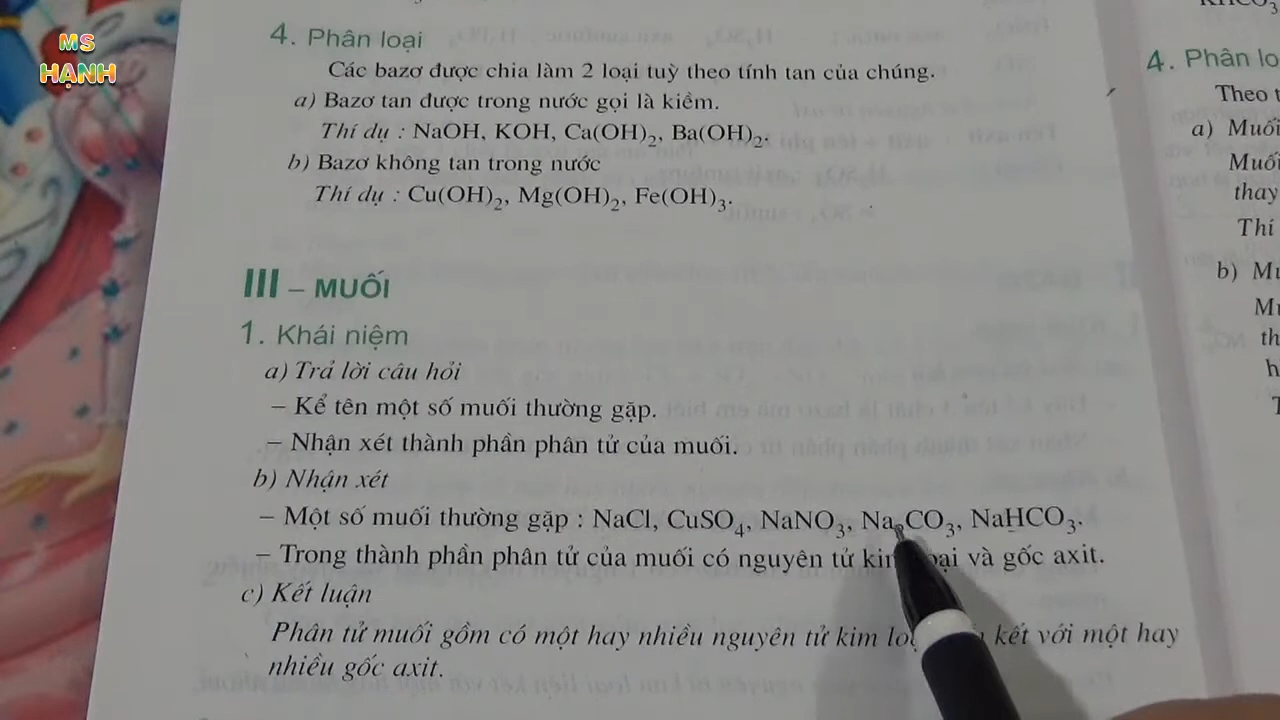 MS
HẠNH
4. Phân loại
Các bazơ được chia làm 2 loại tuỳ theo tính tan của chúng.
a) Bazơ tan được trong nước gọi là kiềm.
Thí dụ : NaOH, KOH, Ca(OH)₂, Ba(OH)₂.
b) Bazơ không tan trong nước
Thí dụ : Cu(OH)₂, Mg(OH)₂, Fe(OH)₃.
III – MUỐI
1. Khái niệm
a) Trả lời câu hỏi
– Kể tên một số muối thường gặp.
– Nhận xét thành phần phân tử của muối.
b) Nhận xét
– Một số muối thường gặp : NaCl, CuSO₄, NaNO₃, Na₂CO₃, NaHCO₃.
– Trong thành phần phân tử của muối có nguyên tử và gốc axit.
c) Kết luận
Phân tử muối gồm có một hay nhiều nguyên tử kim kết với một hay
nhiều gốc axit.
4. Phân
Theo
a) Muối
Muối
thay
Thí
b)